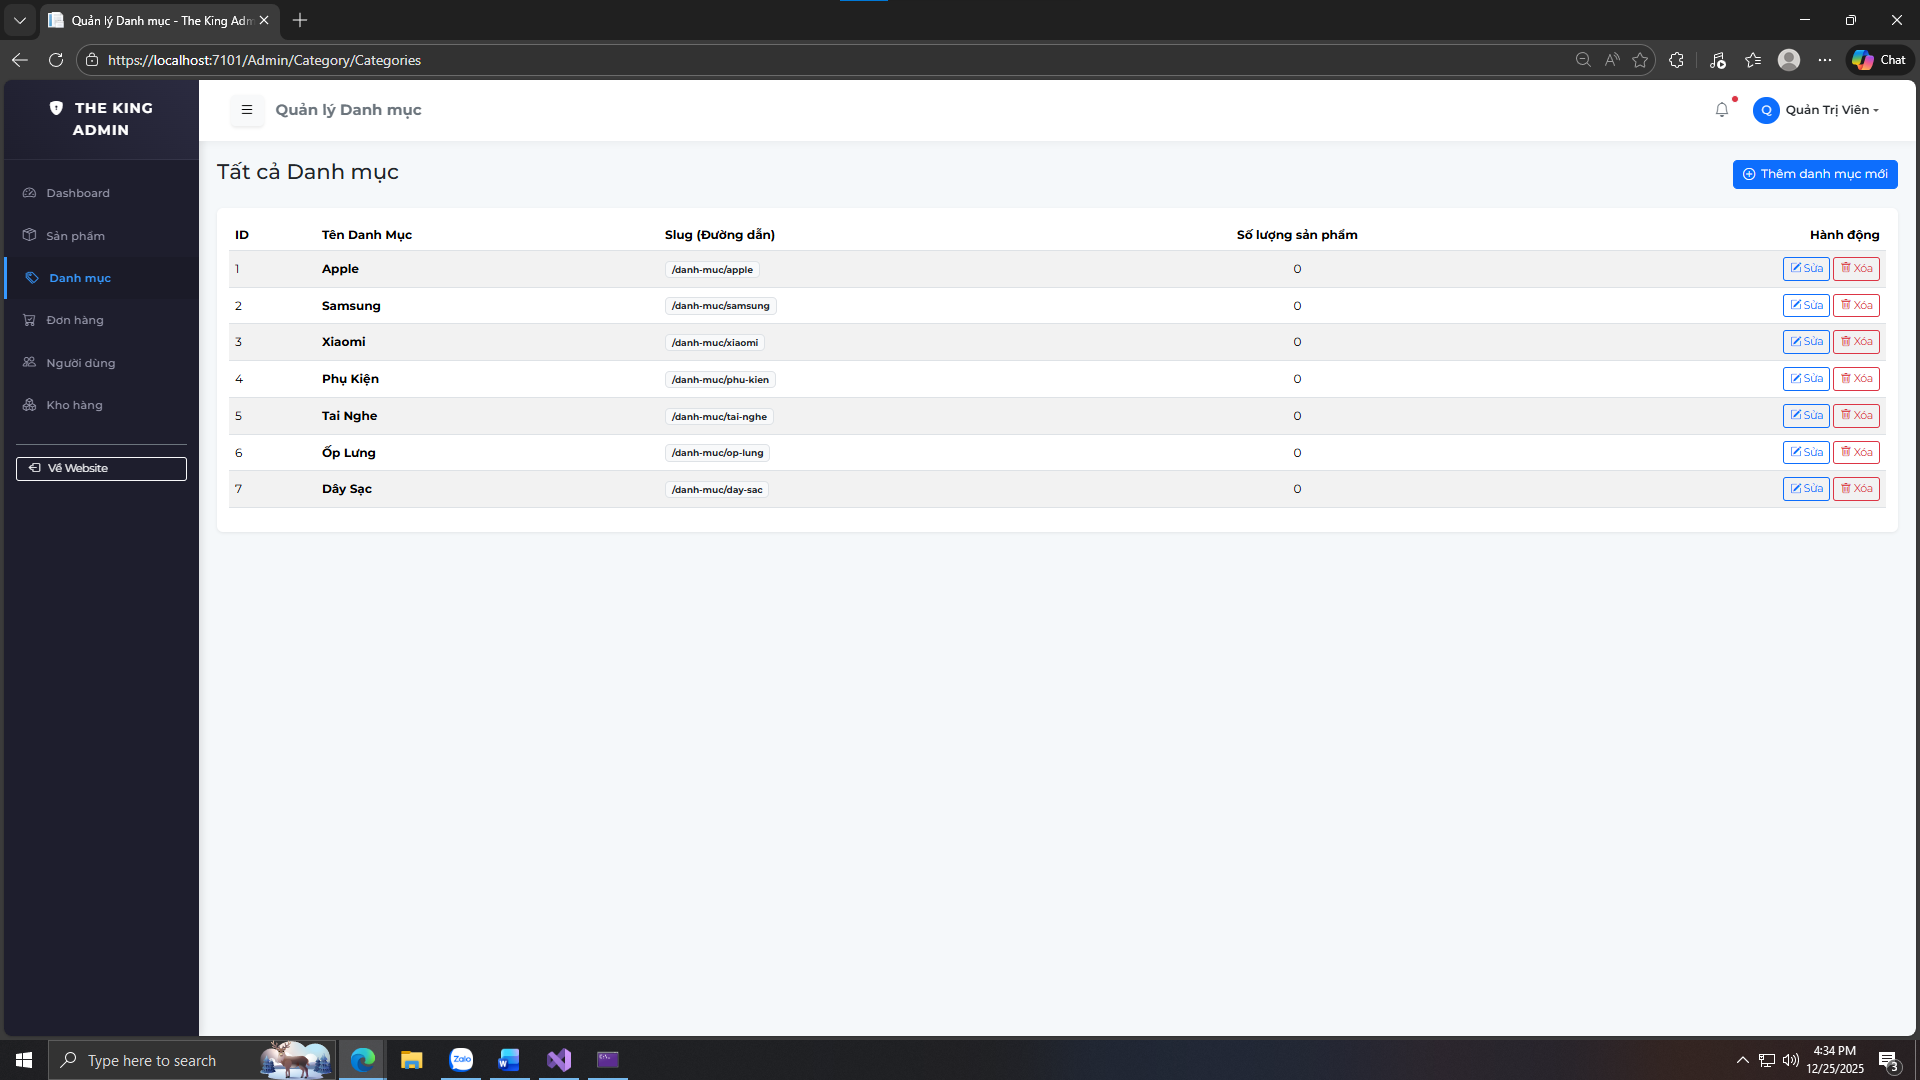 Quản lý Danh mục - The King Adm
https://localhost:7101/Admin/Category/Categories
Chat
THE KING
ADMIN
Quản lý Danh mục
Q Quản Trị Viên
Dashboard
Sản phẩm
Danh mục
Đơn hàng
Người dùng
Kho hàng
Về Website
Tất cả Danh mục
Thêm danh mục mới
ID Tên Danh Mục Slug (Đường dẫn) Số lượng sản phẩm Hành động
1 Apple /danh-muc/apple 0 Sửa Xóa
2 Samsung /danh-muc/samsung 0 Sửa Xóa
3 Xiaomi /danh-muc/xiaomi 0 Sửa Xóa
4 Phụ Kiện /danh-muc/phu-kien 0 Sửa Xóa
5 Tai Nghe /danh-muc/tai-nghe 0 Sửa Xóa
6 Ốp Lưng /danh-muc/op-lung 0 Sửa Xóa
7 Dây Sạc /danh-muc/day-sac 0 Sửa Xóa
Type here to search
Zalo
4:34 PM
12/25/2025
3